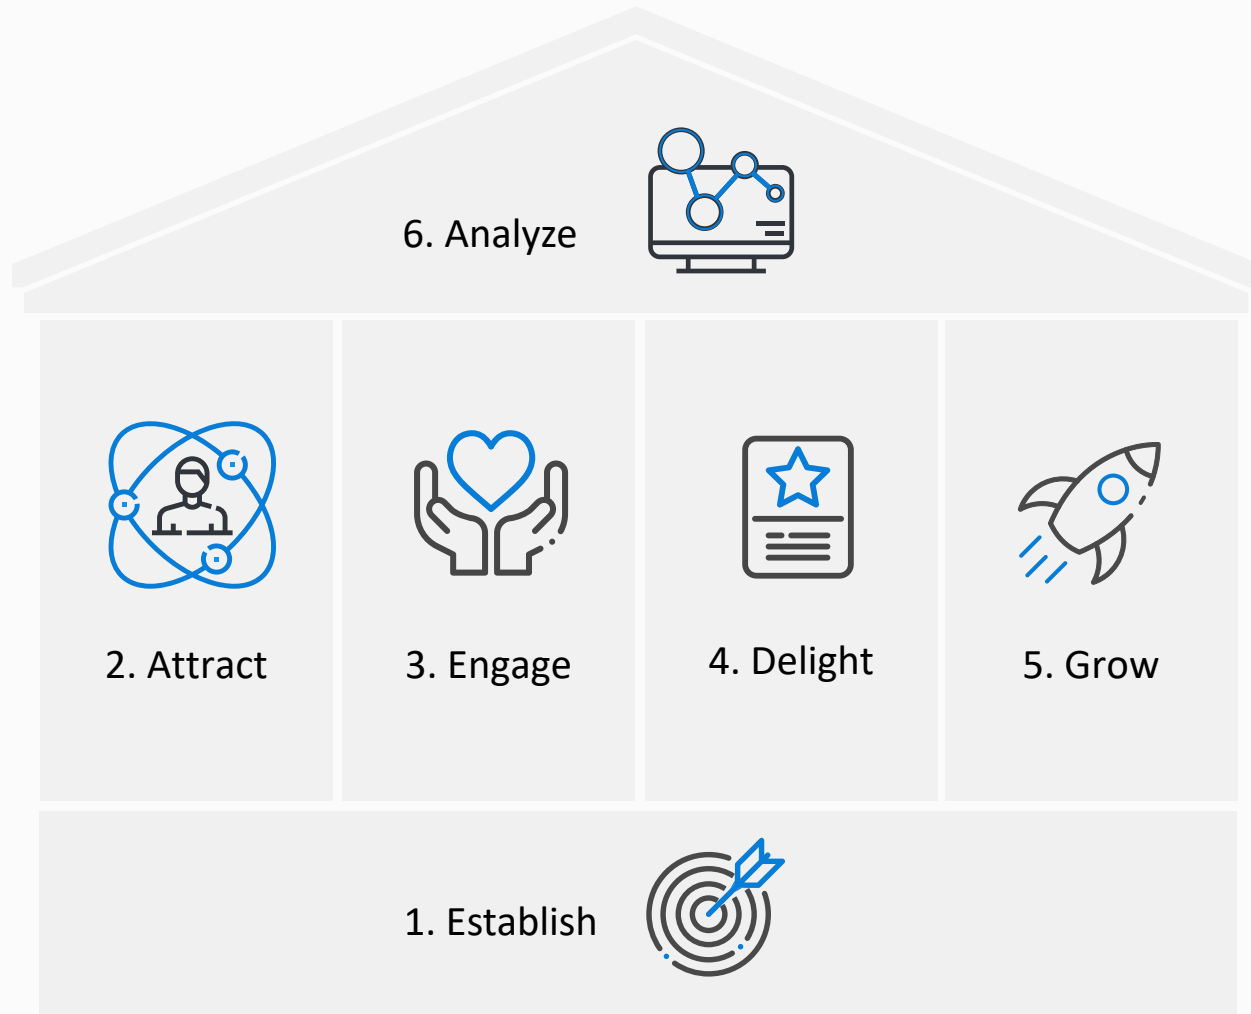 6. Analyze
2. Attract
3. Engage
4. Delight
5. Grow
1. Establish